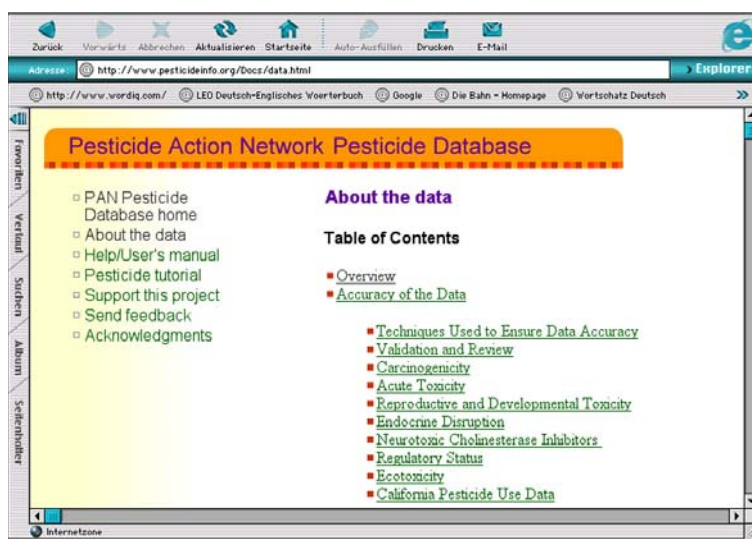 Zurück Vorwärts Abbrechen Aktualisieren Startseite Auto-Ausfüllen Drucken E-Mail
Adresse: http://www.pesticideinfo.org/Docs/data.html Explorer
http://www.wordiq.com/ LEO Deutsch-Englisches Woerterbuch Google Die Bahn - Homepage Wortschatz Deutsch
Favoriten
Verlauf
Suchen
Album
Seitenhalter
Pesticide Action Network Pesticide Database
PAN Pesticide
Database home
About the data
Help/User's manual
Pesticide tutorial
Support this project
Send feedback
Acknowledgments
About the data
Table of Contents
Overview
Accuracy of the Data
Techniques Used to Ensure Data Accuracy
Validation and Review
Carcinogenicity
Acute Toxicity
Reproductive and Developmental Toxicity
Endocrine Disruption
Neurotoxic Cholinesterase Inhibitors
Regulatory Status
Ecotoxicity
California Pesticide Use Data
Internetzone